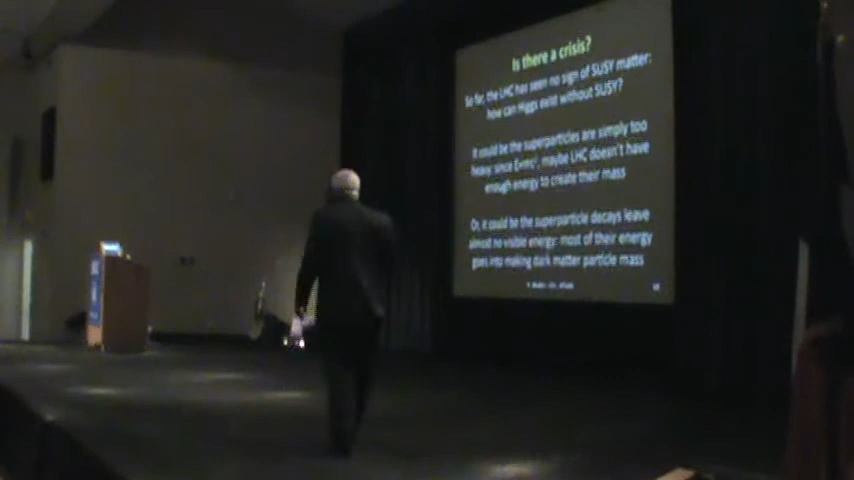 Is there a crisis?
So far, the LHC has seen no sign of SUSY matter:
how can Higgs exist without SUSY?
It could be the superparticles are simply too
heavy: since E=mc², maybe LHC doesn't have
enough energy to create their mass
Or, it could be the superparticle decays leave
almost no visible energy: most of their energy
goes into making dark matter particle mass